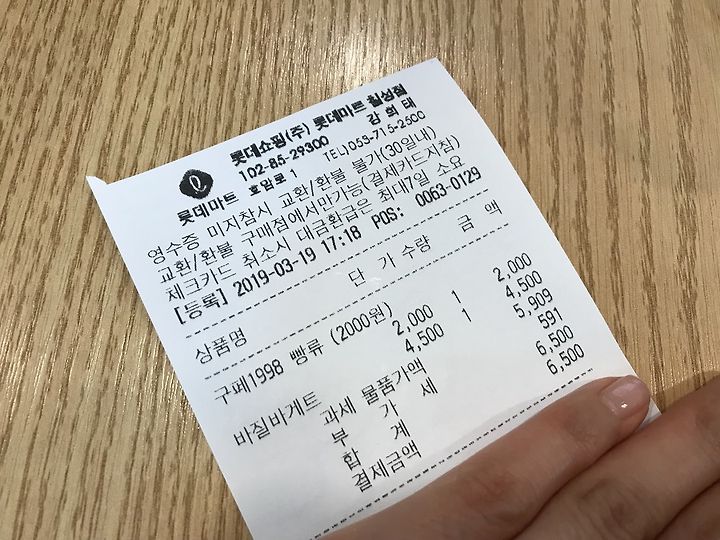 롯데쇼핑(주) 롯데마트 칠성점
102-85-29300 강희태
롯데마트 호암로 1 TEL)053-715-2500
영수증 미지참시 교환/환불 불가(30일내)
교환/환불 구매점에서만가능(결제카드지참)
체크카드 취소시 대금환급은 최대7일 소요
[등록] 2019-03-19 17:18 POS: 0063-0129
상품명 단가 수량 금액
구페1998 빵류 (2000원) 2,000 1 2,000
바질바게트 4,500 1 4,500
과세 물품가액 5,909
부 가 세 591
합 계 6,500
결제금액 6,500